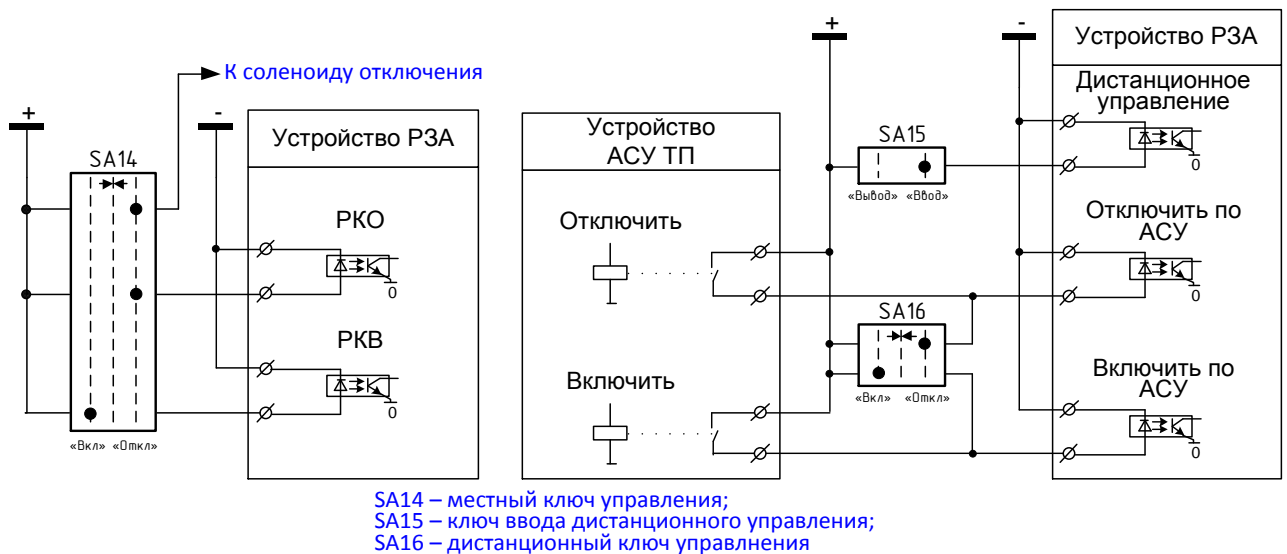 К соленоиду отключения
+
SA14
«Вкл» «Откл»
-
Устройство РЗА
РКО
0
РКВ
0
Устройство
АСУ ТП
Отключить
Включить
+
SA15
«Вывод» «Ввод»
SA16
«Вкл» «Откл»
-
Устройство РЗА
Дистанционное
управление
0
Отключить по
АСУ
0
Включить по
АСУ
0
SA14 – местный ключ управления;
SA15 – ключ ввода дистанционного управления;
SA16 – дистанционный ключ управлнения